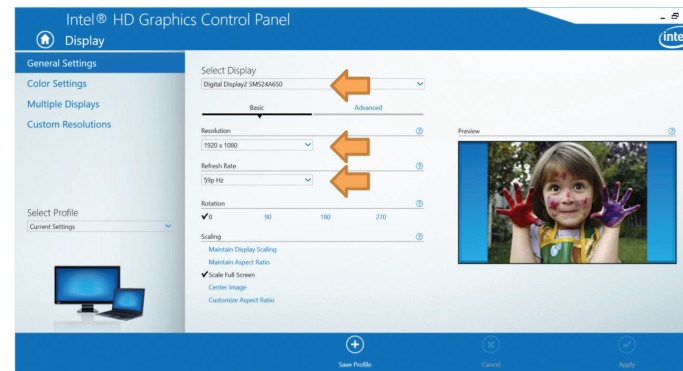 Intel® HD Graphics Control Panel
Display
General Settings
Color Settings
Multiple Displays
Custom Resolutions
Select Profile
Current Settings
Select Display
Digital Display2 SMS24A650
Basic
Advanced
Resolution
1920 x 1080
Refresh Rate
59p Hz
Rotation
0
90
180
270
Scaling
Maintain Display Scaling
Maintain Aspect Ratio
Scale Full Screen
Center Image
Customize Aspect Ratio
Preview
Save Profile
Cancel
Apply